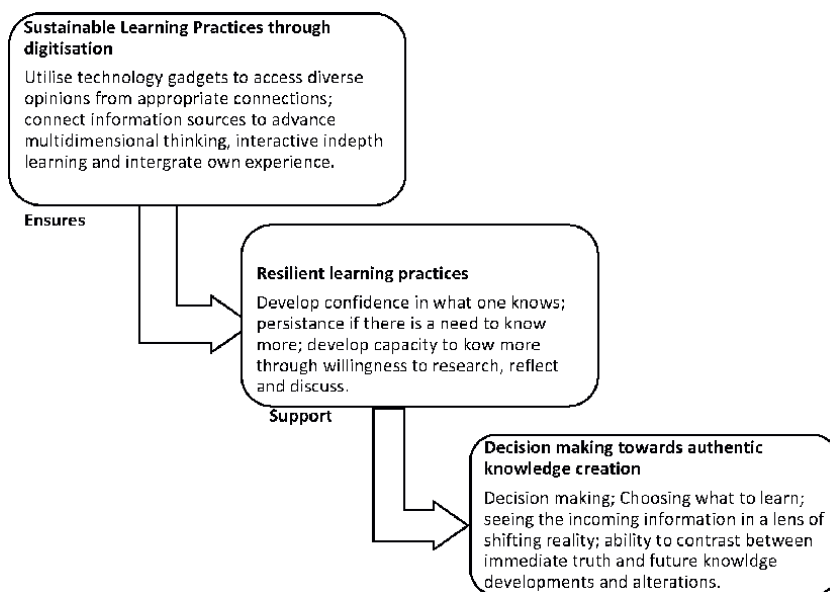 Sustainable Learning Practices through
digitisation
Utilise technology gadgets to access diverse
opinions from appropriate connections;
connect information sources to advance
multidimensional thinking, interactive indepth
learning and intergrate own experience.
Ensures
Resilient learning practices
Develop confidence in what one knows;
persistance if there is a need to know
more; develop capacity to kow more
through willingness to research, reflect
and discuss.
Support
Decision making towards authentic
knowledge creation
Decision making; Choosing what to learn;
seeing the incoming information in a lens of
shifting reality; ability to contrast between
immediate truth and future knowldge
developments and alterations.